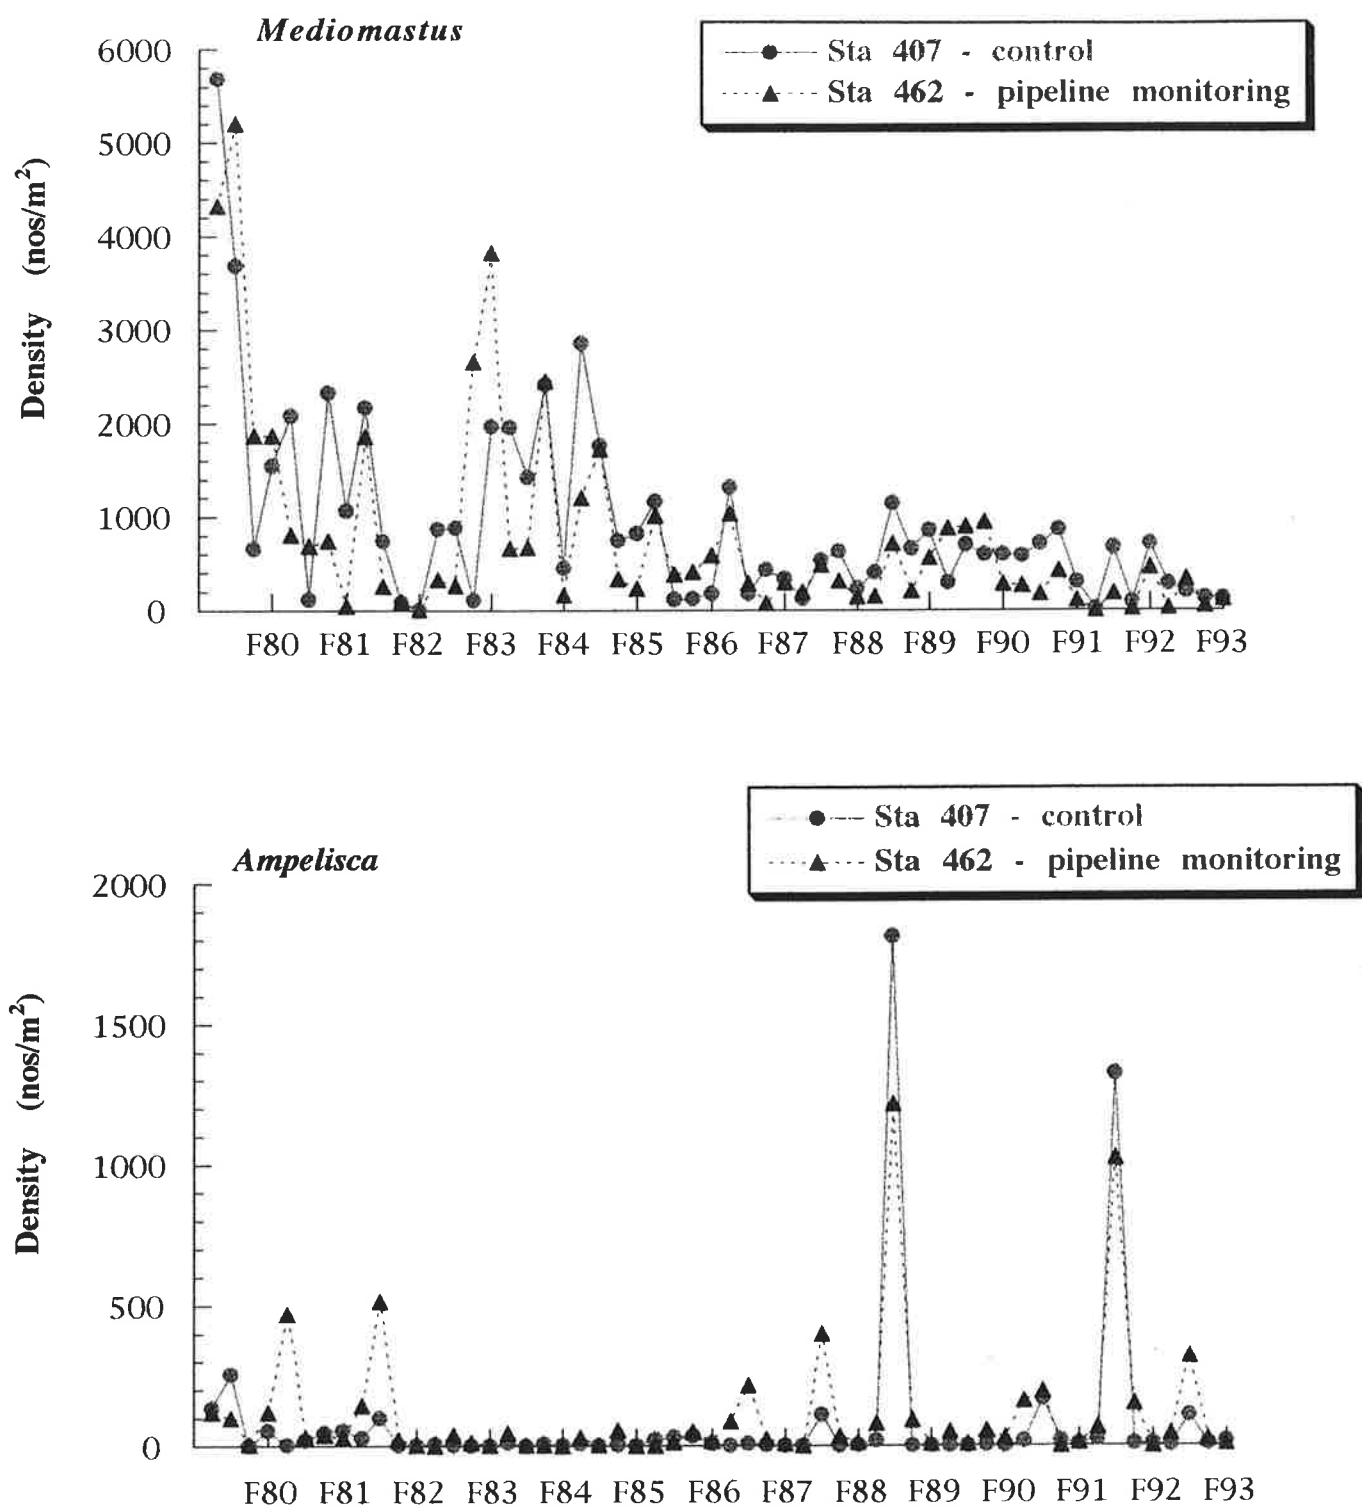 Mediomastus
Sta 407 - control
Sta 462 - pipeline monitoring
6000
5000
4000
3000
2000
1000
0
Density (nos/m²)
F80 F81 F82 F83 F84 F85 F86 F87 F88 F89 F90 F91 F92 F93
Sta 407 - control
Sta 462 - pipeline monitoring
Ampelisca
2000
1500
1000
500
0
Density (nos/m²)
F80 F81 F82 F83 F84 F85 F86 F87 F88 F89 F90 F91 F92 F93